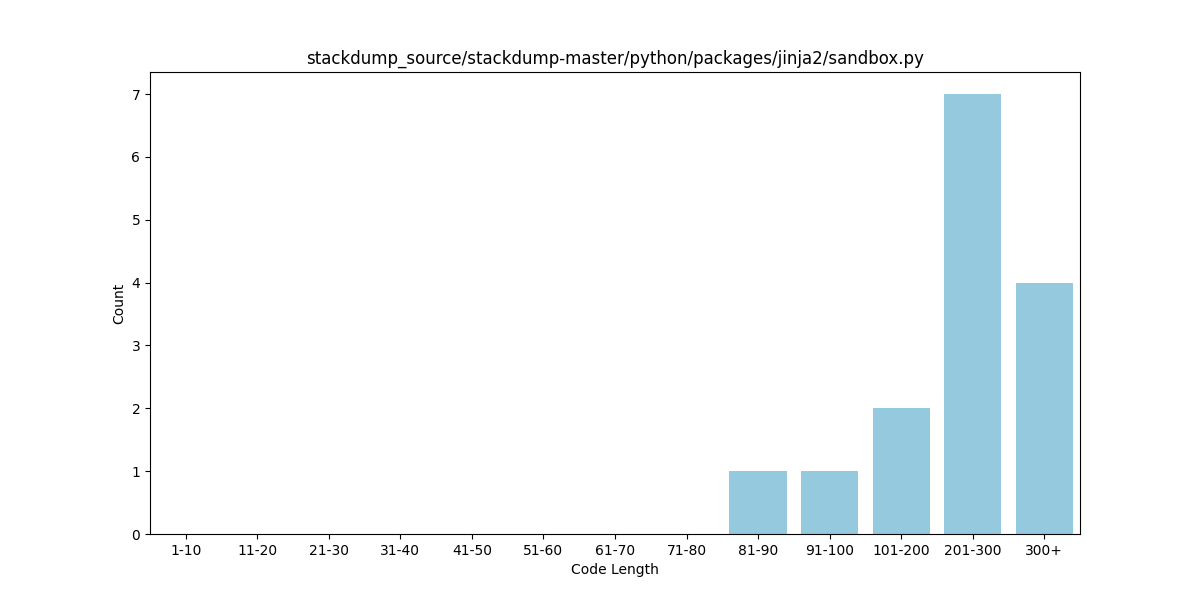 stackdump_source/stackdump-master/python/packages/jinja2/sandbox.py
Count
7
6
5
4
3
2
1
0
1-10 11-20 21-30 31-40 41-50 51-60 61-70 71-80 81-90 91-100 101-200 201-300 300+
Code Length